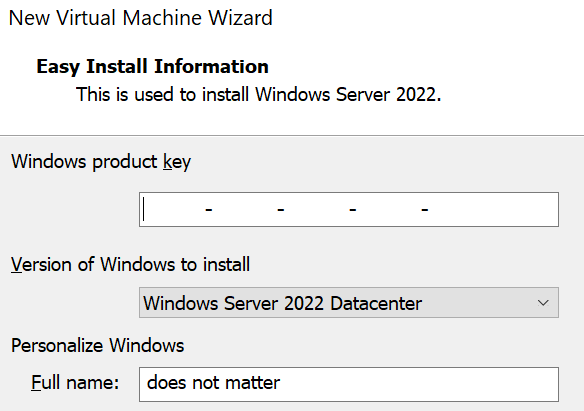 New Virtual Machine Wizard
Easy Install Information
This is used to install Windows Server 2022.
Windows product key
- - - -
Version of Windows to install
Windows Server 2022 Datacenter
Personalize Windows
Full name: does not matter